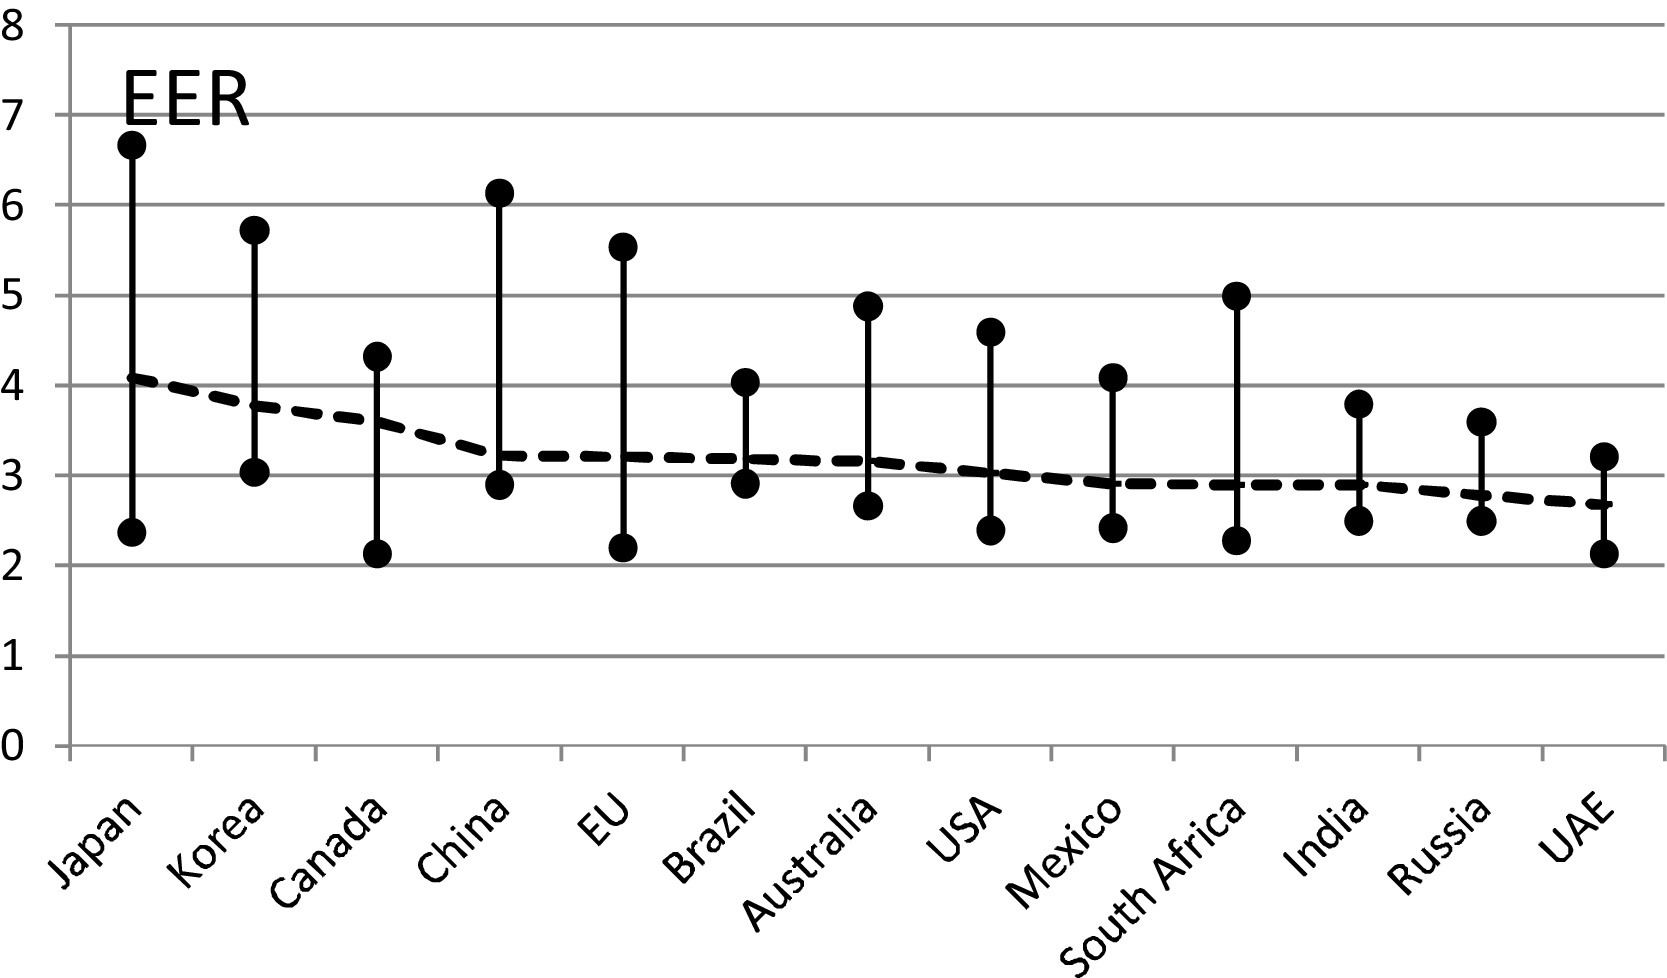 8
EER
7
6
5
4
3
2
1
0
Japan
Korea
Canada
China
EU
Brazil
Australia
USA
Mexico
South Africa
India
Russia
UAE